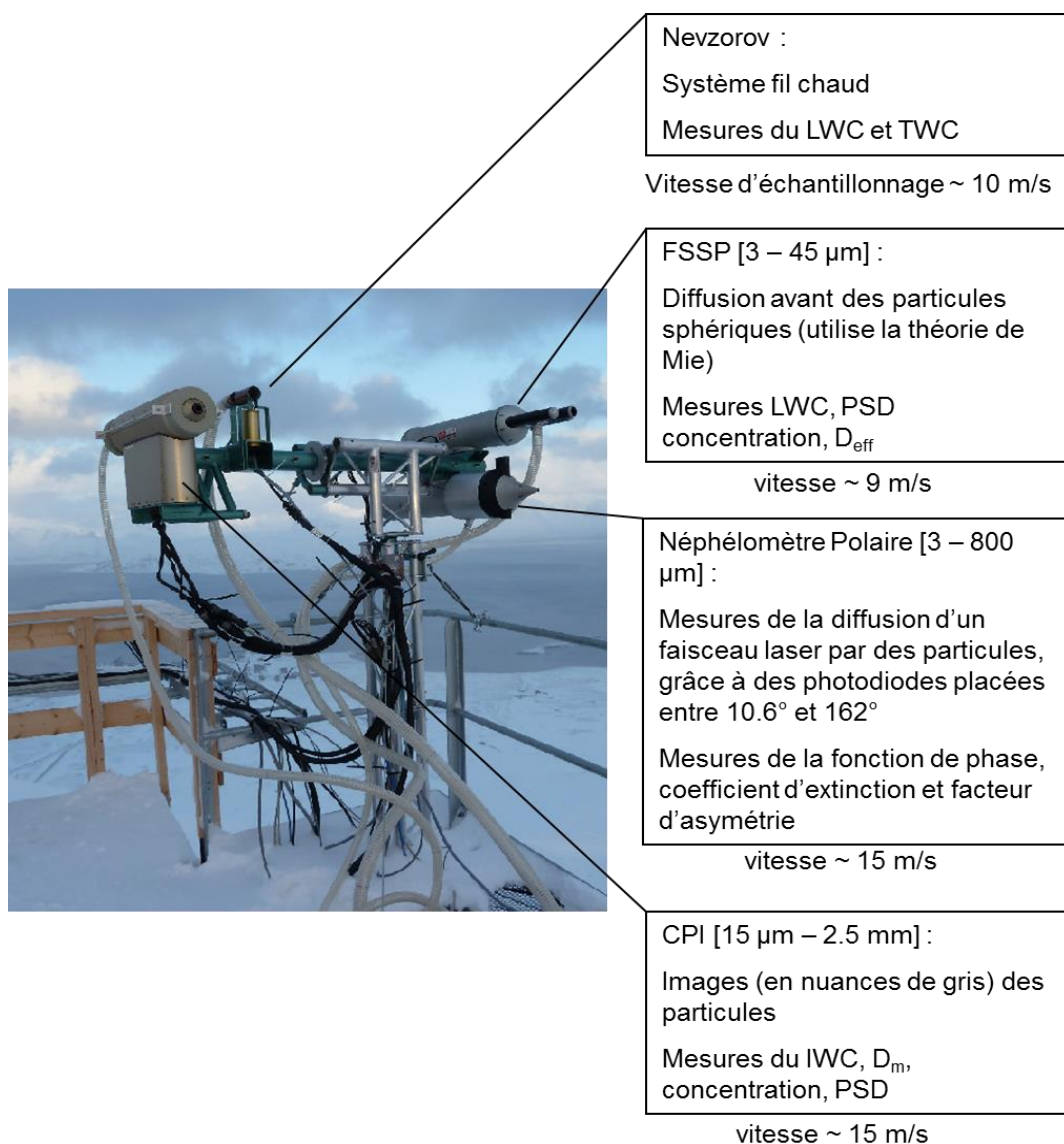 Nevzorov :
Système fil chaud
Mesures du LWC et TWC
Vitesse d’échantillonnage ~ 10 m/s
FSSP [3 – 45 µm] :
Diffusion avant des particules
sphériques (utilise la théorie de
Mie)
Mesures LWC, PSD
concentration, Deff
vitesse ~ 9 m/s
Néphélomètre Polaire [3 – 800
µm] :
Mesures de la diffusion d’un
faisceau laser par des particules,
grâce à des photodiodes placées
entre 10.6° et 162°
Mesures de la fonction de phase,
coefficient d’extinction et facteur
d’asymétrie
vitesse ~ 15 m/s
CPI [15 µm – 2.5 mm] :
Images (en nuances de gris) des
particules
Mesures du IWC, Dm,
concentration, PSD
vitesse ~ 15 m/s